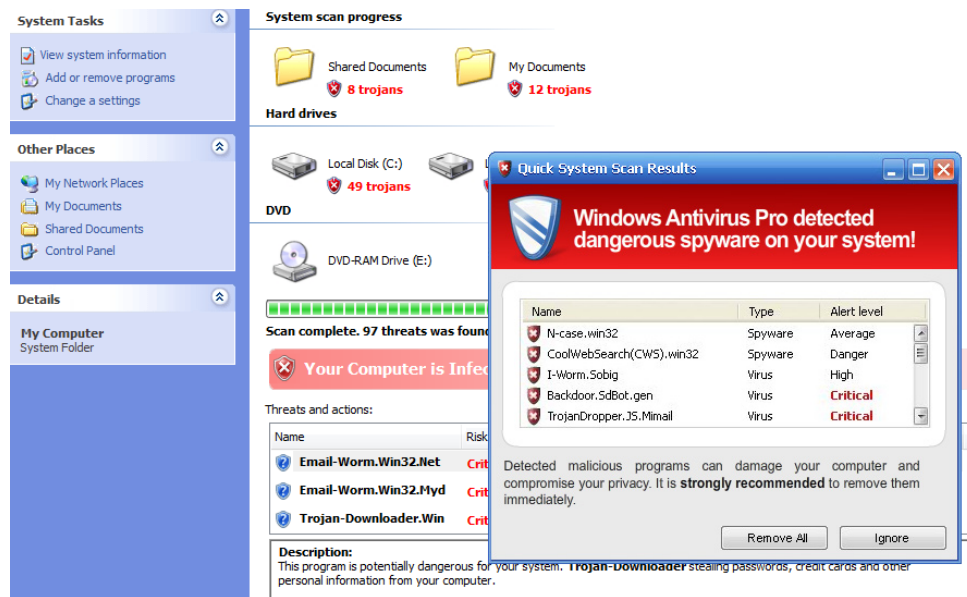 System Tasks
View system information
Add or remove programs
Change a settings
Other Places
My Network Places
My Documents
Shared Documents
Control Panel
Details
My Computer
System Folder
System scan progress
Shared Documents
8 trojans
My Documents
12 trojans
Hard drives
Local Disk (C:)
49 trojans
DVD
DVD-RAM Drive (E:)
Scan complete. 97 threats was found
Your Computer is
Threats and actions:
Name Risk
Email-Worm.Win32.Net
Email-Worm.Win32.Myd
Trojan-Downloader.Win
Description:
This program is potentially dangerous for your system. Trojan-Downloader stealing passwords, credit cards and other
personal information from your computer.
Quick System Scan Results
Windows Antivirus Pro detected
dangerous spyware on your system!
Name Type Alert level
N-case.win32 Spyware Average
CoolWebSearch(CWS).win32 Spyware Danger
I-Worm.Sobig Virus High
Backdoor.SdBot.gen Virus Critical
TrojanDropper.JS.Mimail Virus Critical
Detected malicious programs can damage your computer and
compromise your privacy. It is strongly recommended to remove them
immediately.
Remove All Ignore